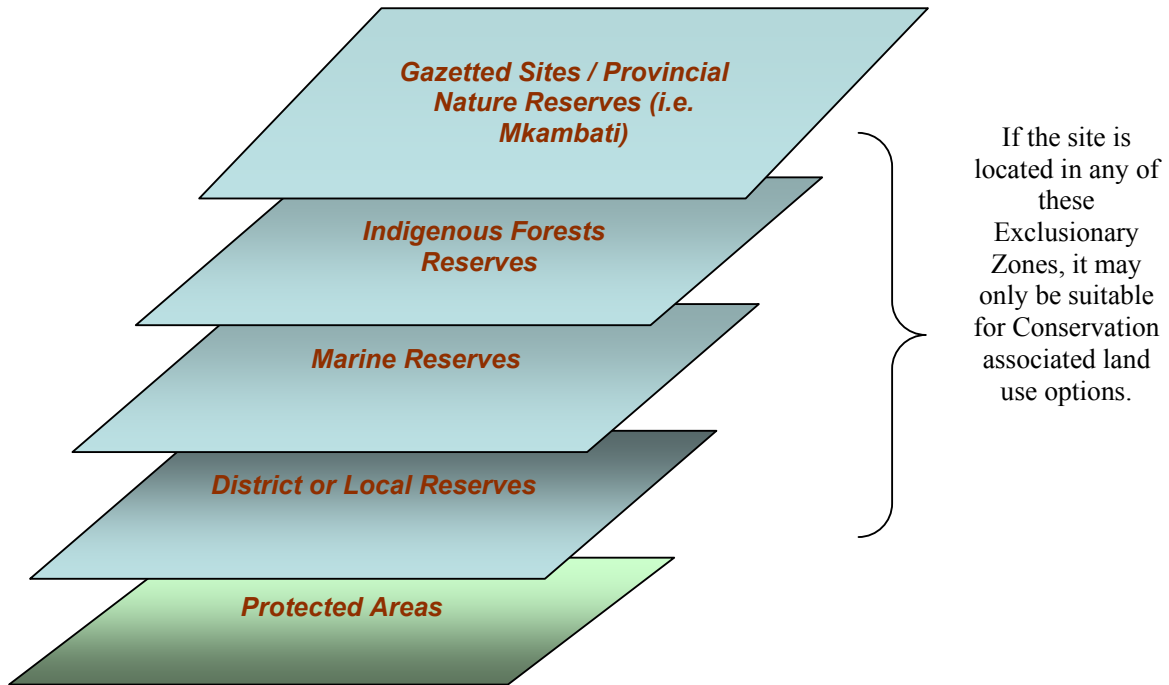 Gazetted Sites / Provincial
Nature Reserves (i.e.
Mkambati)
Indigenous Forests
Reserves
Marine Reserves
District or Local Reserves
Protected Areas
If the site is
located in any of
these
Exclusionary
Zones, it may
only be suitable
for Conservation
associated land
use options.